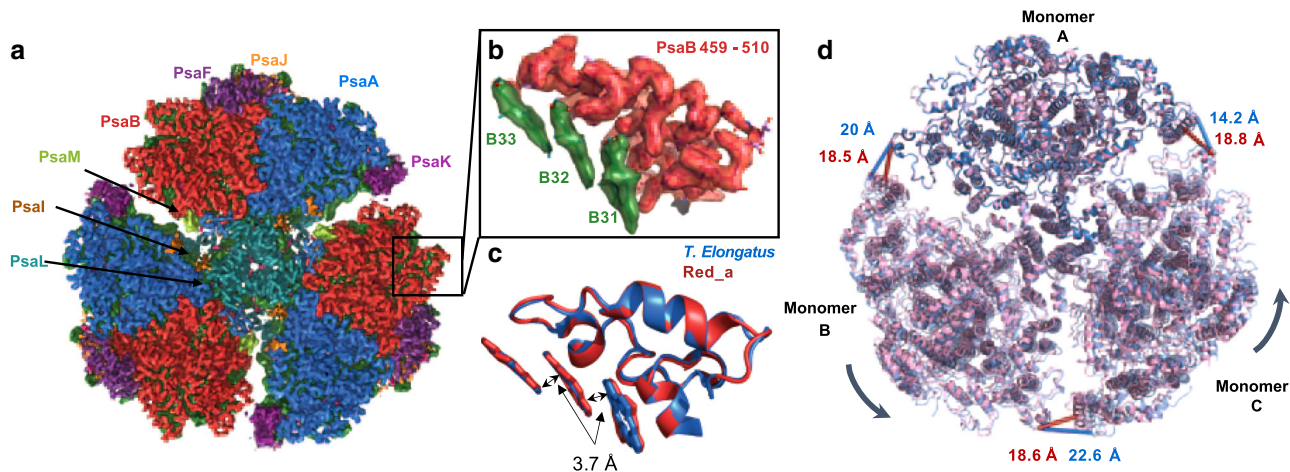 a
PsaF
PsaJ
PsaA
PsaB
PsaM
PsaK
PsaI
PsaL
b
PsaB 459 - 510
B33
B32
B31
c
T. Elongatus
Red_a
3.7 Å
d
Monomer
A
20 Å
18.5 Å
14.2 Å
18.8 Å
Monomer
B
Monomer
C
18.6 Å 22.6 Å